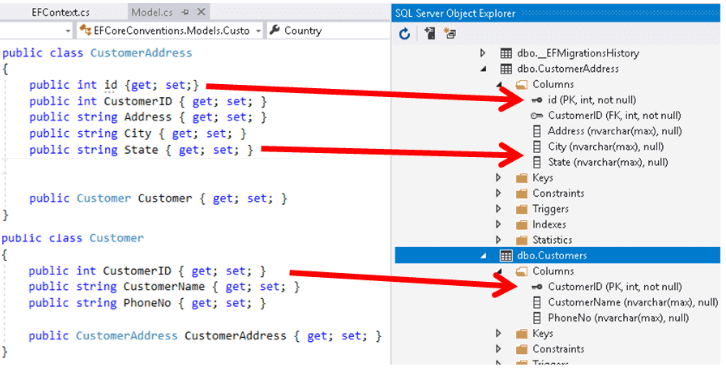 EFContext.cs
Model.cs
EFCoreConventions.Models.Custo
Country
public class CustomerAddress
{
public int id {get; set;}
public int CustomerID { get; set; }
public string Address { get; set; }
public string City { get; set; }
public string State { get; set; }
public Customer Customer { get; set; }
}
public class Customer
{
public int CustomerID { get; set; }
public string CustomerName { get; set; }
public string PhoneNo { get; set; }
public CustomerAddress CustomerAddress { get; set; }
}
SQL Server Object Explorer
dbo.__EFMigrationsHistory
dbo.CustomerAddress
Columns
id (PK, int, not null)
CustomerID (FK, int, not null)
Address (nvarchar(max), null)
City (nvarchar(max), null)
State (nvarchar(max), null)
Keys
Constraints
Triggers
Indexes
Statistics
dbo.Customers
Columns
CustomerID (PK, int, not null)
CustomerName (nvarchar(max), null)
PhoneNo (nvarchar(max), null)
Keys
Constraints
Triggers